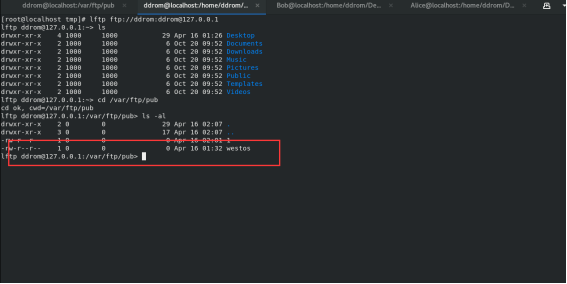 ddrom@localhost:/var/ftp/pub × ddrom@localhost:/home/ddrom/... × Bob@localhost:/home/ddrom/De... × Alice@localhost:/home/ddrom/D... ×
[root@localhost tmp]# lftp ftp://ddrom:ddrom@127.0.0.1
lftp ddrom@127.0.0.1:~> ls
drwxr-xr-x 4 1000 1000 29 Apr 16 01:26 Desktop
drwxr-xr-x 2 1000 1000 6 Oct 20 09:52 Documents
drwxr-xr-x 2 1000 1000 6 Oct 20 09:52 Downloads
drwxr-xr-x 2 1000 1000 6 Oct 20 09:52 Music
drwxr-xr-x 2 1000 1000 6 Oct 20 09:52 Pictures
drwxr-xr-x 2 1000 1000 6 Oct 20 09:52 Public
drwxr-xr-x 2 1000 1000 6 Oct 20 09:52 Templates
drwxr-xr-x 2 1000 1000 6 Oct 20 09:52 Videos
lftp ddrom@127.0.0.1:~> cd /var/ftp/pub
cd ok, cwd=/var/ftp/pub
lftp ddrom@127.0.0.1:/var/ftp/pub> ls -al
drwxr-xr-x 2 0 0 29 Apr 16 02:07 .
drwxr-xr-x 3 0 0 17 Apr 16 02:07 ..
-rw-r--r-- 1 0 0 0 Apr 16 02:01 1
-rw-r--r-- 1 0 0 0 Apr 16 01:32 westos
lftp ddrom@127.0.0.1:/var/ftp/pub>